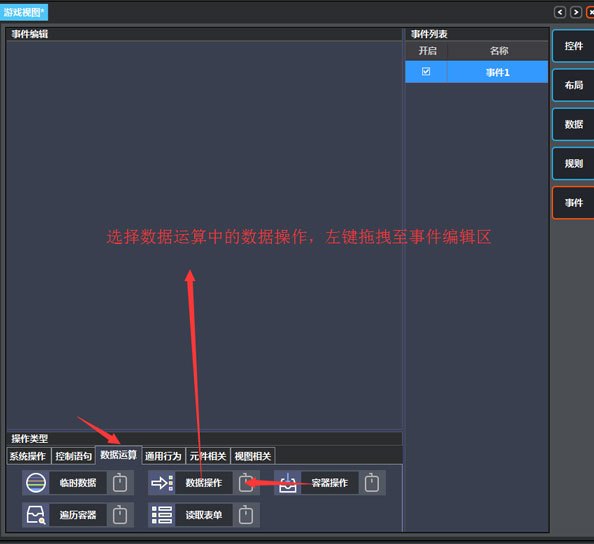 游戏视图*
事件编辑
事件列表
开启 名称
事件1
控件
布局
数据
规则
事件
选择数据运算中的数据操作，左键拖拽至事件编辑区
操作类型
系统操作 控制语句 数据运算 通用行为 元件相关 视图相关
临时数据 数据操作 容器操作
遍历容器 读取表单